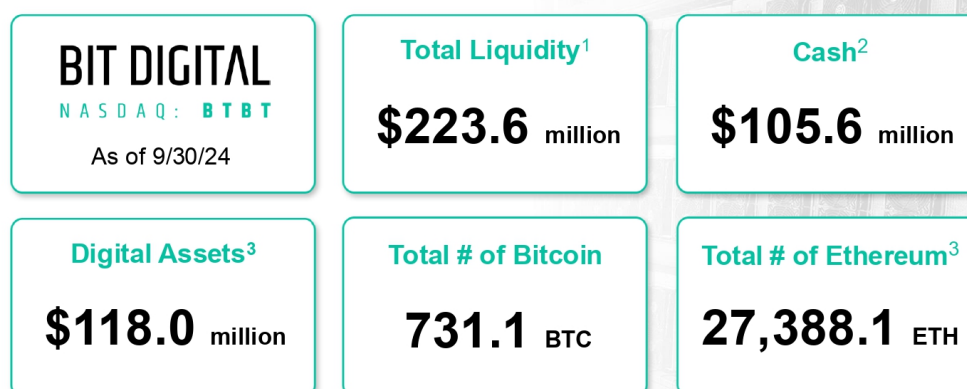 BIT DIGITAL
NASDAQ: BTBT
As of 9/30/24
Total Liquidity¹
$223.6 million
Cash²
$105.6 million
Digital Assets³
$118.0 million
Total # of Bitcoin
731.1 BTC
Total # of Ethereum³
27,388.1 ETH